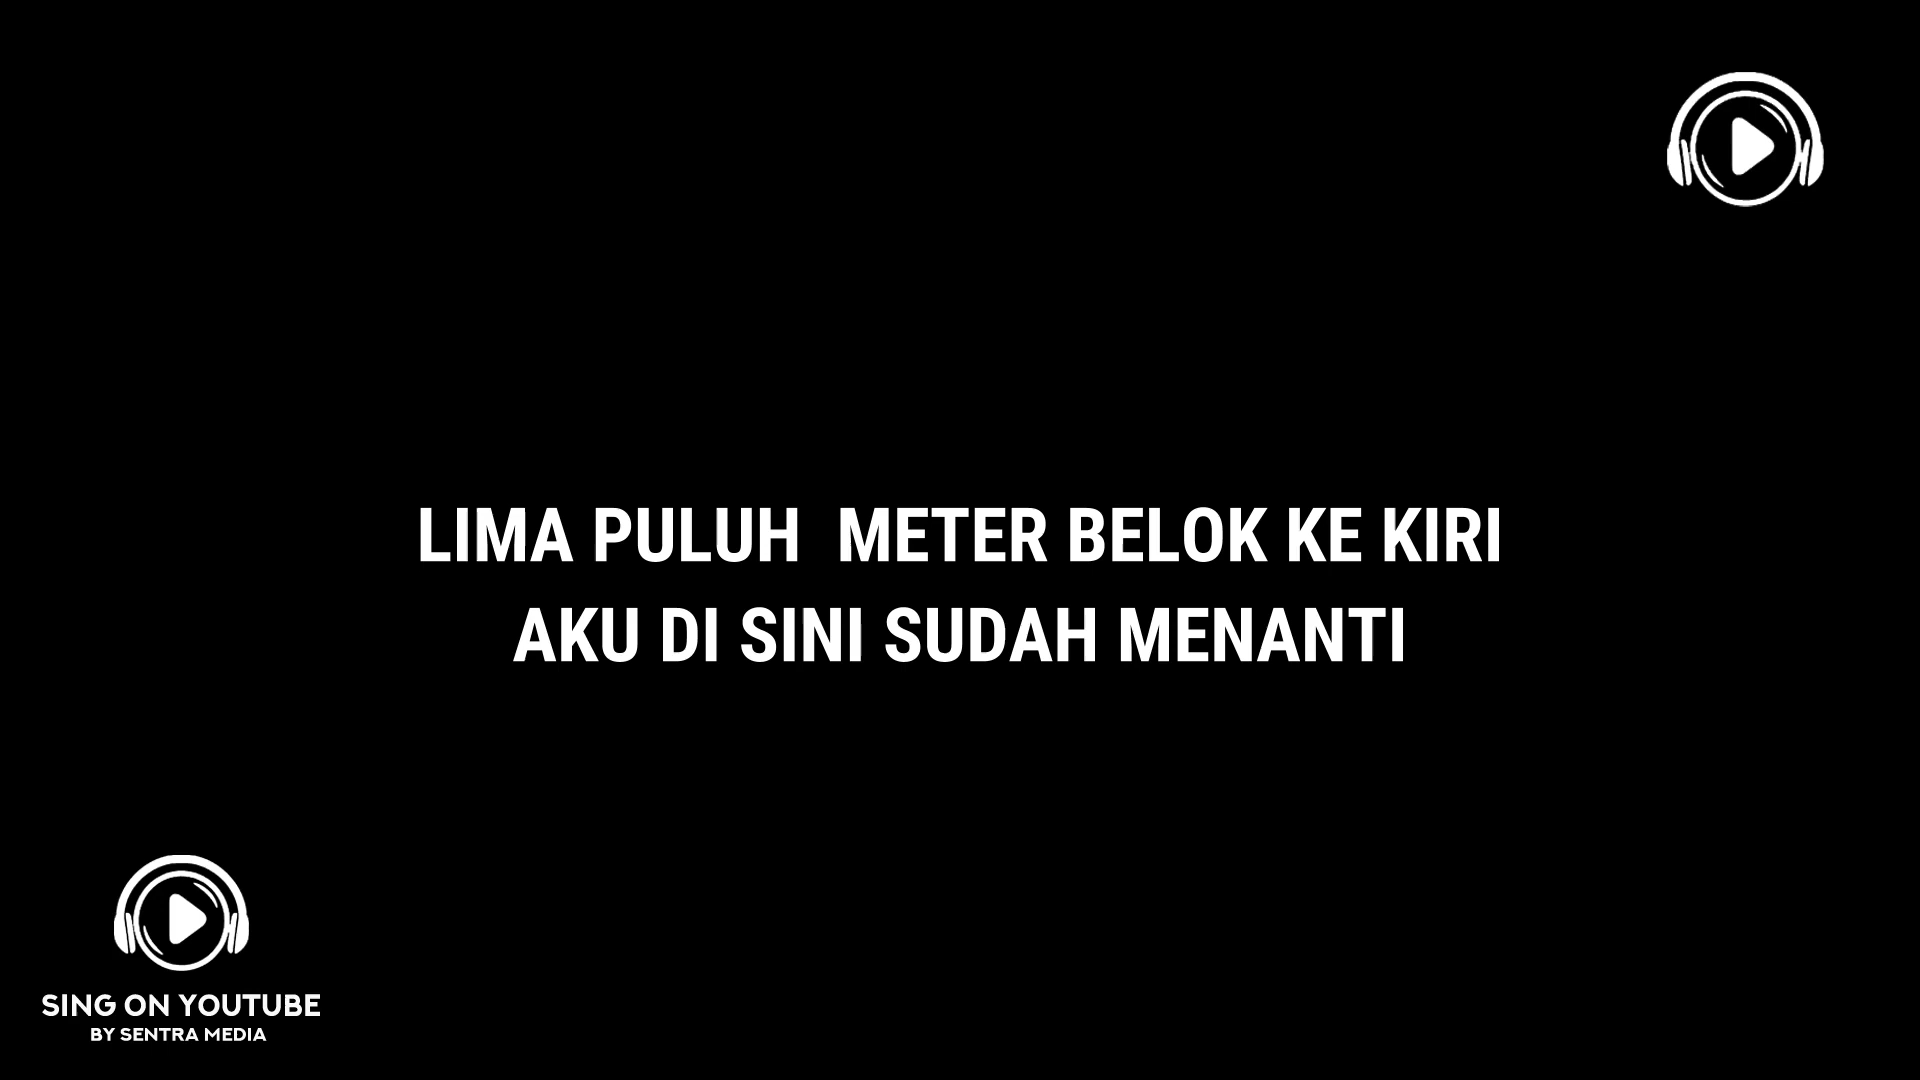 LIMA PULUH  METER BELOK KE KIRI
AKU DI SINI SUDAH MENANTI
SING ON YOUTUBE
BY SENTRA MEDIA